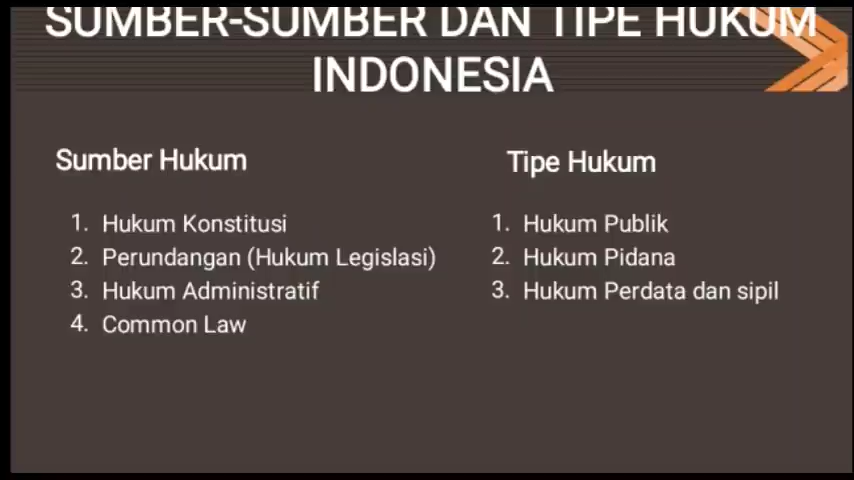 SUMBER-SUMBER DAN TIPE HUKUM
INDONESIA
Sumber Hukum
1. Hukum Konstitusi
2. Perundangan (Hukum Legislasi)
3. Hukum Administratif
4. Common Law
Tipe Hukum
1. Hukum Publik
2. Hukum Pidana
3. Hukum Perdata dan sipil